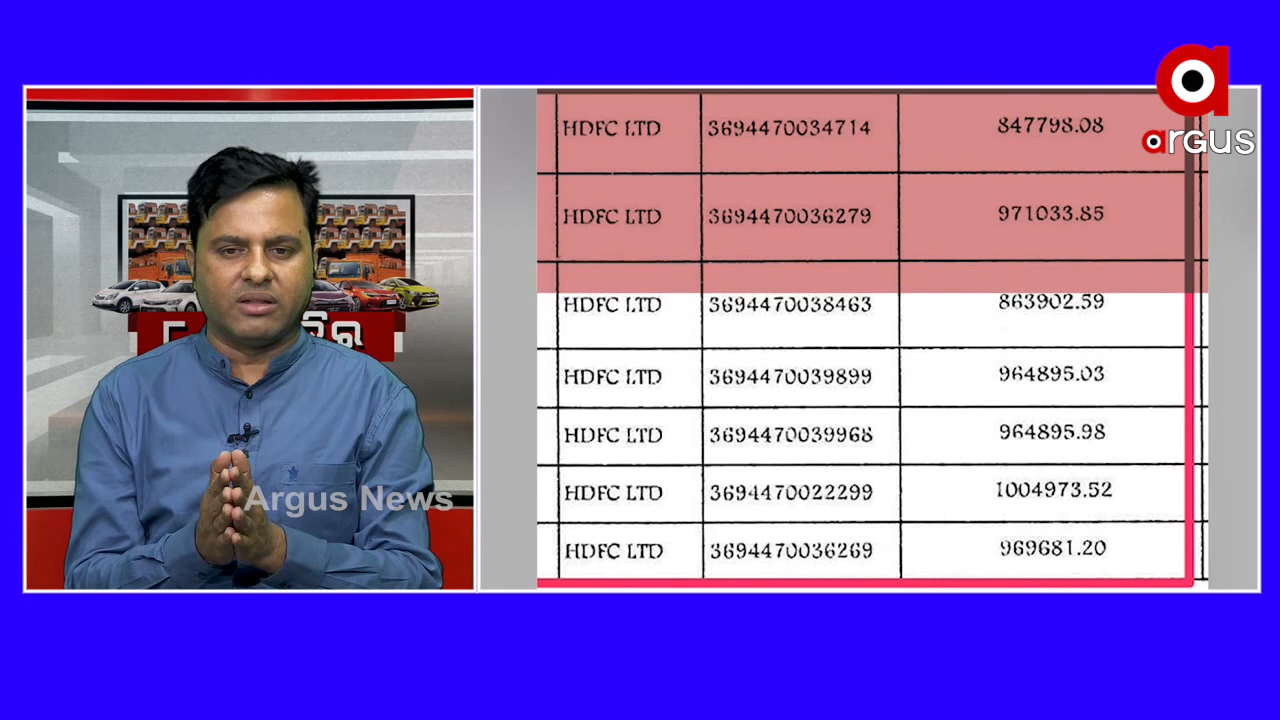 argus
HDFC LTD 3694470034714 847798.08
HDFC LTD 3694470036279 971033.85
HDFC LTD 3694470038463 863902.59
HDFC LTD 3694470039899 964895.03
HDFC LTD 3694470039968 964895.98
HDFC LTD 3694470022299 1004973.52
HDFC LTD 3694470036269 969681.20
Argus News